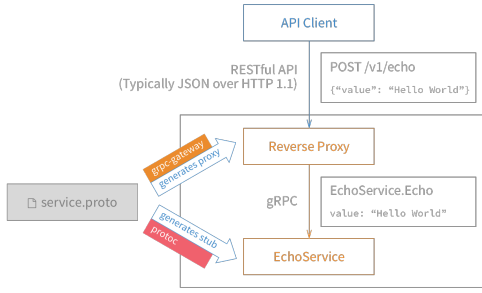 API Client
RESTful API
(Typically JSON over HTTP 1.1)
POST /v1/echo
{“value”: “Hello World”}
grpc-gateway
generates proxy
Reverse Proxy
service.proto
gRPC
EchoService.Echo
value: “Hello World”
generates stub
protoc
EchoService